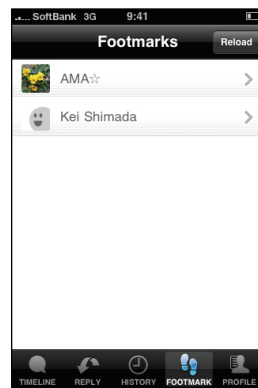 SoftBank 3G 9:41
Footmarks Reload
AMA☆
Kei Shimada
TIMELINE REPLY HISTORY FOOTMARK PROFILE